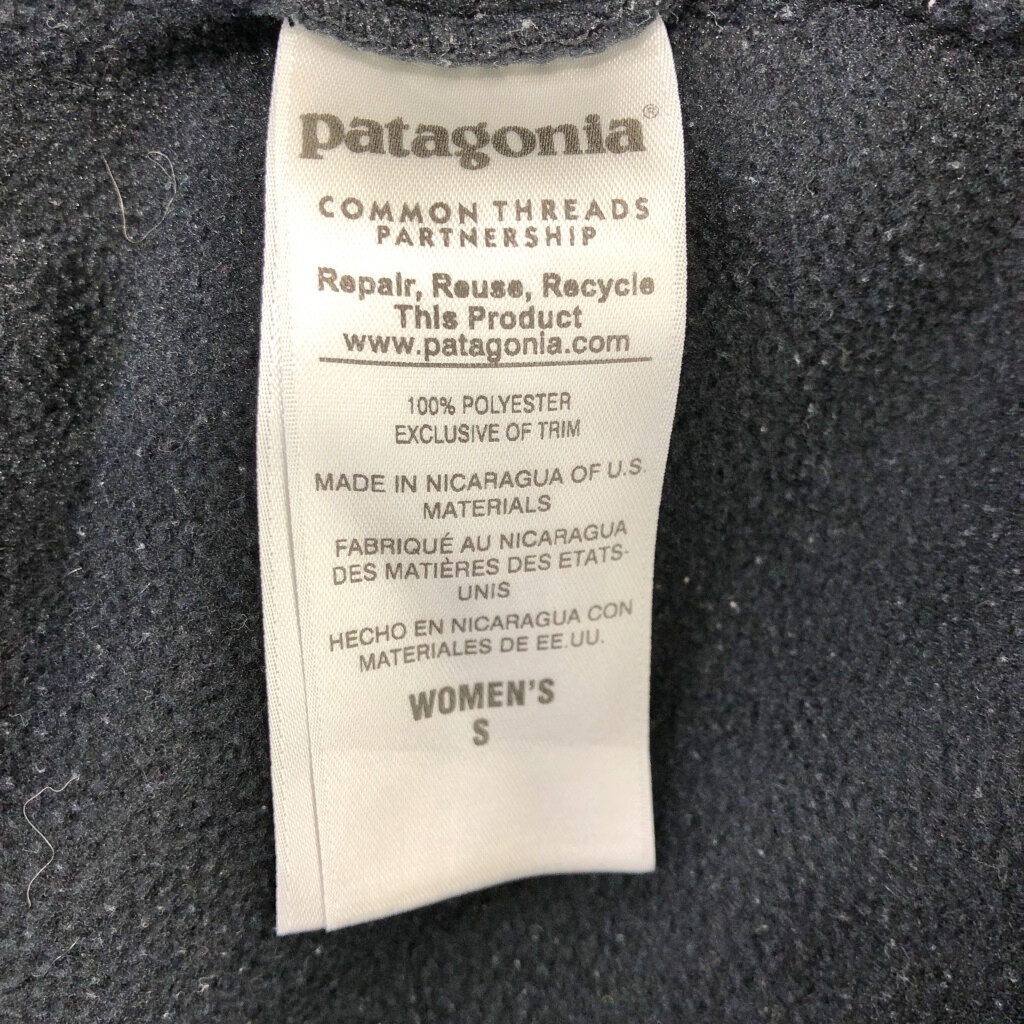 patagonia®
COMMON THREADS
PARTNERSHIP
Repair, Reuse, Recycle
This Product
www.patagonia.com
100% POLYESTER
EXCLUSIVE OF TRIM
MADE IN NICARAGUA OF U.S.
MATERIALS
FABRIQUÉ AU NICARAGUA
DES MATIÈRES DES ETATS-
UNIS
HECHO EN NICARAGUA CON
MATERIALES DE EE.UU.
WOMEN'S
S